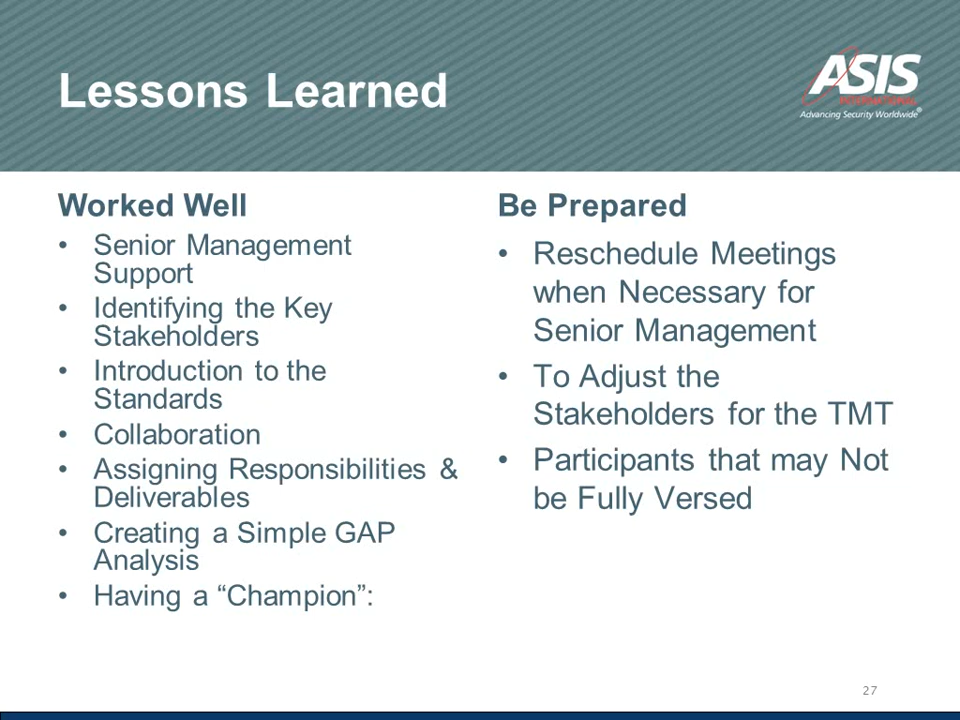 Lessons Learned
ASIS
INTERNATIONAL
Advancing Security Worldwide®
Worked Well
• Senior Management
Support
• Identifying the Key
Stakeholders
• Introduction to the
Standards
• Collaboration
• Assigning Responsibilities &
Deliverables
• Creating a Simple GAP
Analysis
• Having a “Champion”:
Be Prepared
• Reschedule Meetings
when Necessary for
Senior Management
• To Adjust the
Stakeholders for the TMT
• Participants that may Not
be Fully Versed
27